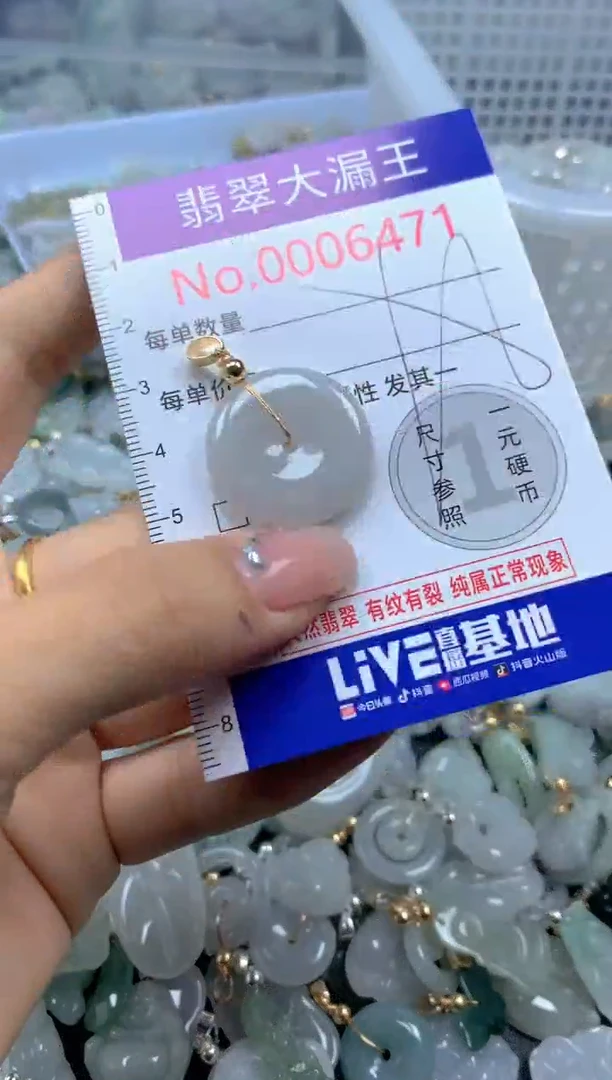 翡翠大漏王
No.0006471
每单数量
每单价
性发其一
一元硬币
尺寸参照
1
0
1
2
3
4
5
8
然翡翠 有纹有裂 纯属正常现象
LiVE直播基地
今日头条 抖音 西瓜视频 抖音火山版